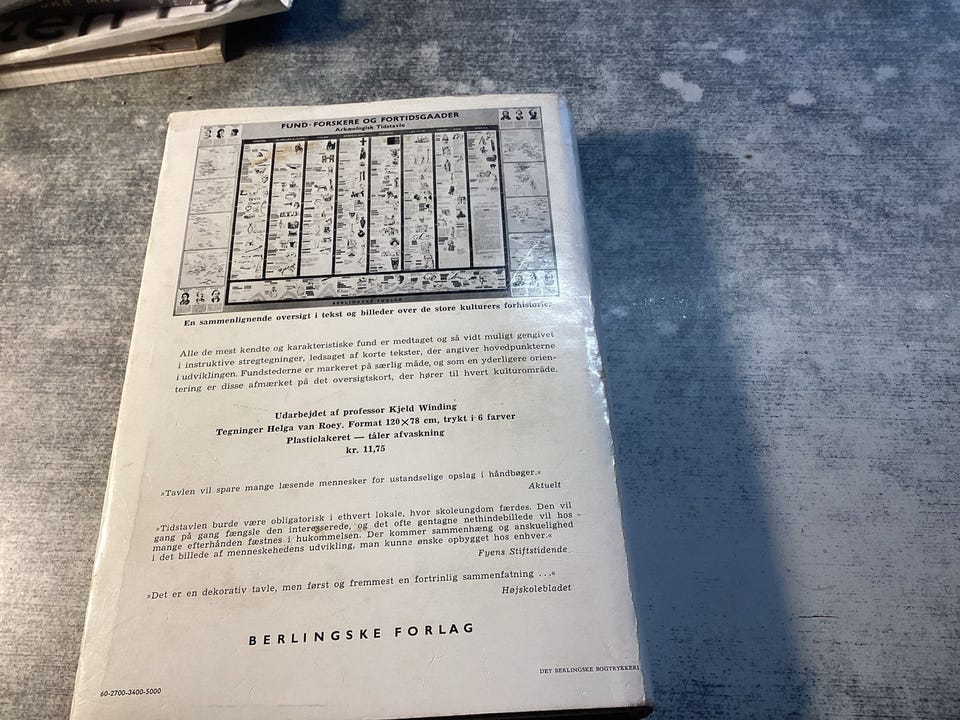 FUND-FORSKERE OG FORTIDSGAADER
Arkæologisk Tidstavle
BERLINGSKE FORLAG
En sammenlignende oversigt i tekst og billeder over de store kulturers forhistorie.
Alle de mest kendte og karakteristiske fund er medtaget og så vidt muligt gengivet
i instruktive stregtegninger, ledsaget af korte tekster, der angiver hovedpunkterne
i udviklingen. Fundstederne er markeret på særlig måde, og som en yderligere orien-
tering er disse afmærket på det oversigtskort, der hører til hvert kulturområde.
Udarbejdet af professor Kjeld Winding
Tegninger Helga van Roey. Format 120×78 cm, trykt i 6 farver
Plasticlakeret — tåler afvaskning
kr. 11,75
»Tavlen vil spare mange læsende mennesker for ustandselige opslag i håndbøger.«
Aktuelt
»Tidstavlen burde være obligatorisk i ethvert lokale, hvor skoleungdom færdes. Den vil
gang på gang fængsle den interesserede, og det ofte gentagne nethindebillede vil hos
mange efterhånden fæstnes i hukommelsen. Der kommer sammenhæng og anskuelighed
i det billede af menneskehedens udvikling, man kunne ønske opbygget hos enhver.«
Fyens Stiftstidende
»Det er en dekorativ tavle, men først og fremmest en fortrinlig sammenfatning ...«
Højskolebladet
BERLINGSKE FORLAG
DET BERLINGSKE BOGTRYKKERI
60-2700-3400-5000